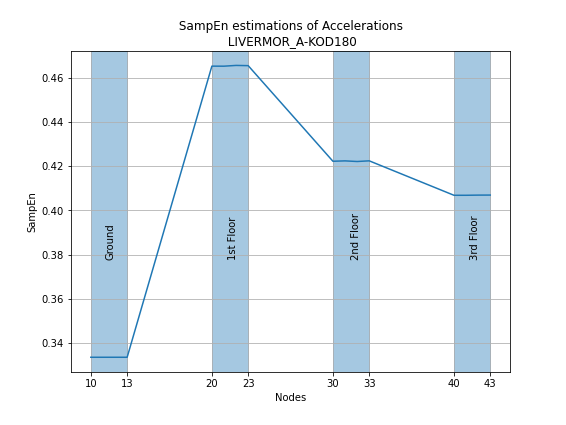 SampEn estimations of Accelerations
LIVERMOR_A-KOD180
SampEn
0.46
0.44
0.42
0.40
0.38
0.36
0.34
Ground
1st Floor
2nd Floor
3rd Floor
10 13 20 23 30 33 40 43
Nodes